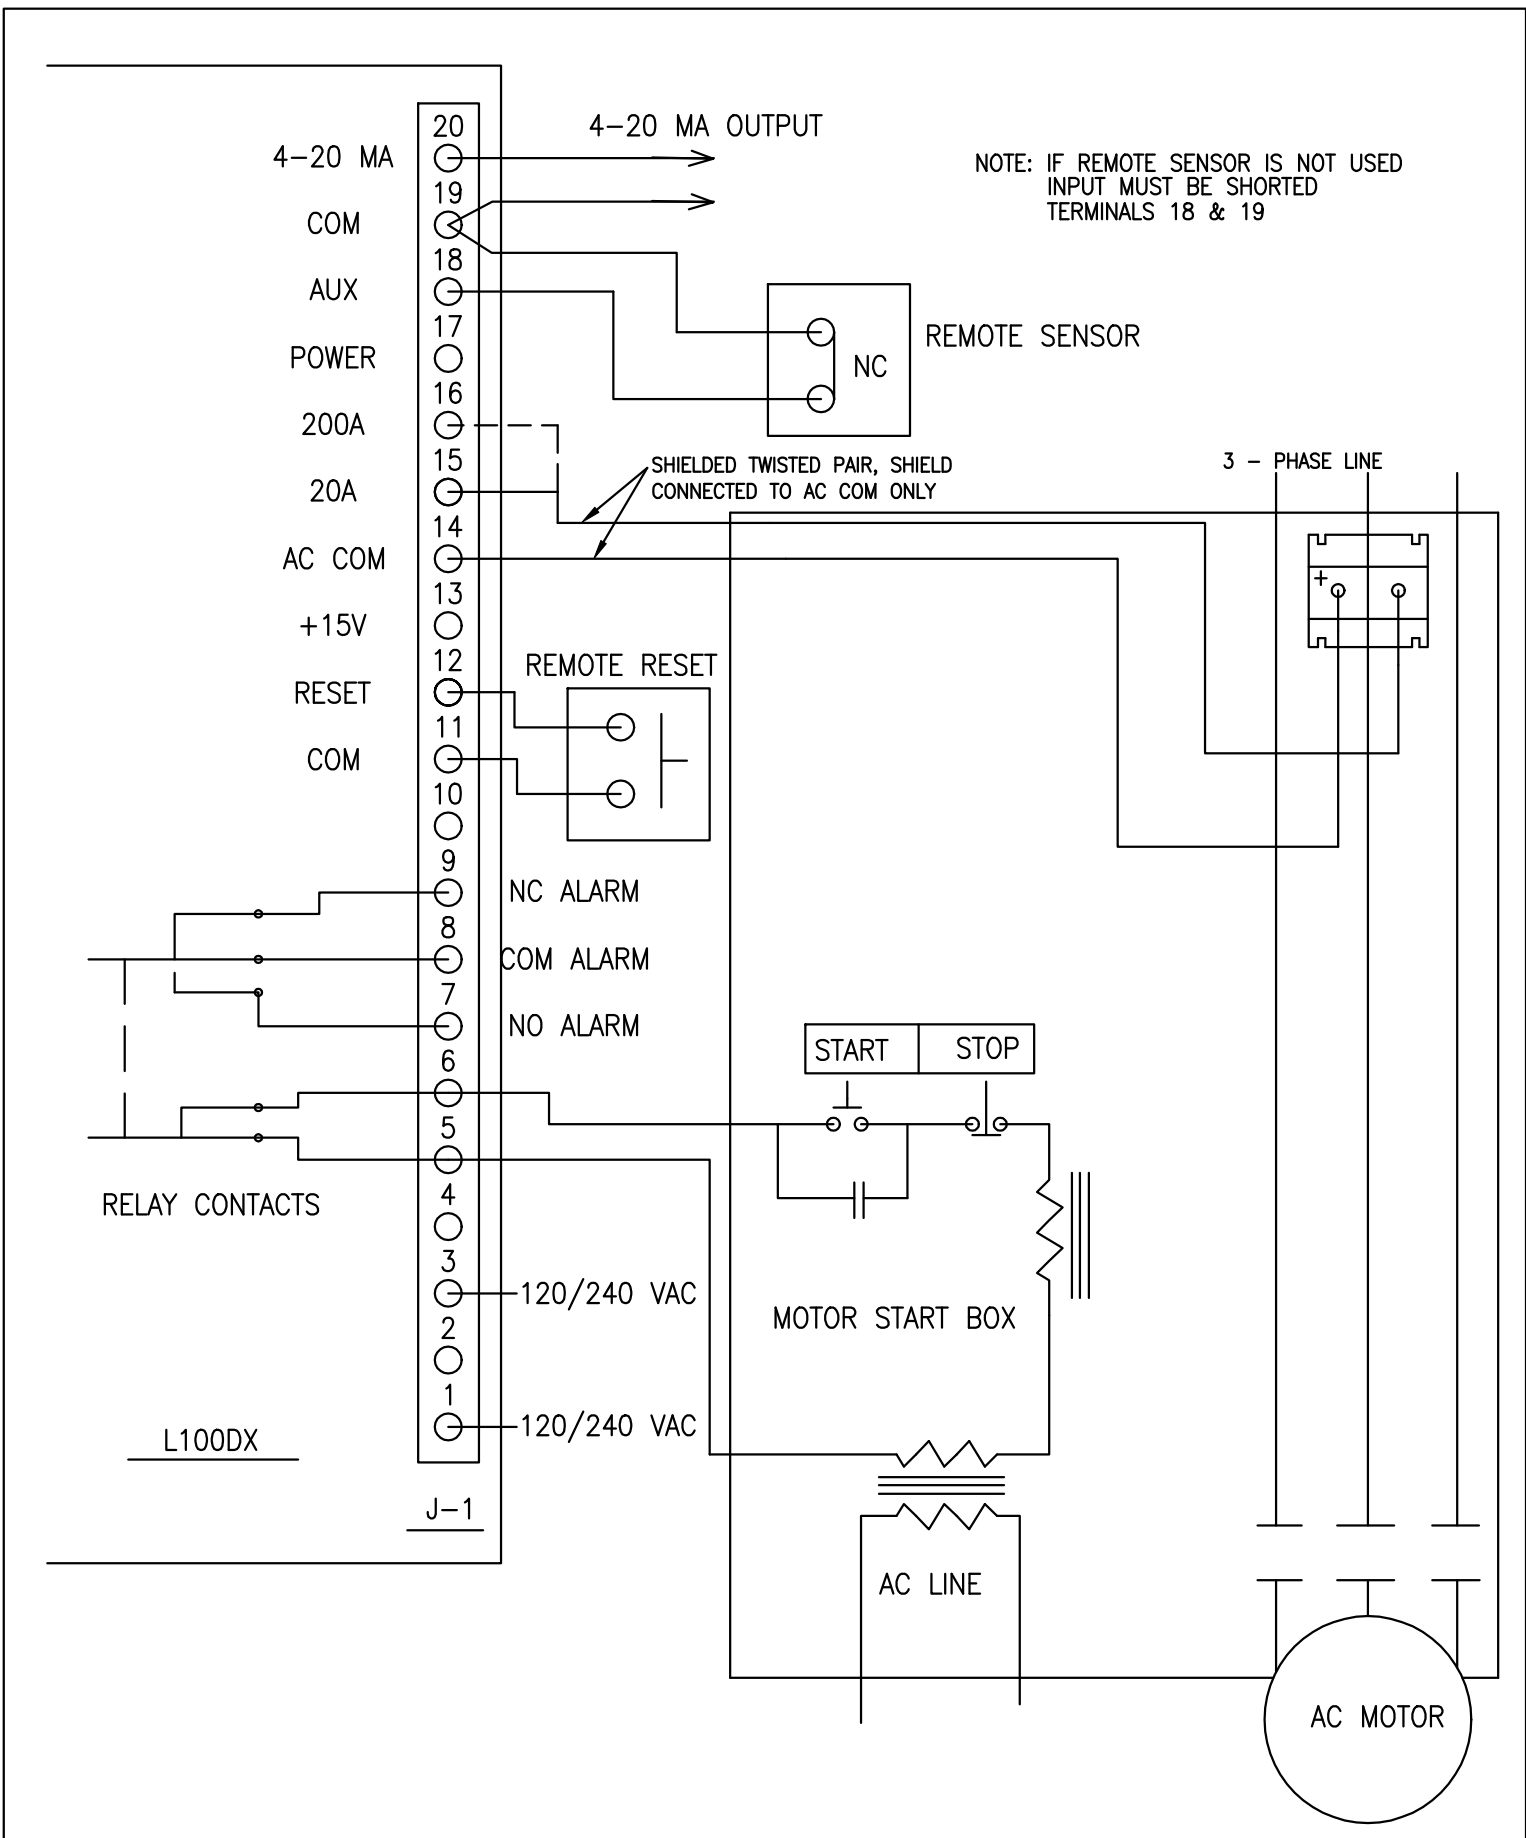 20
4-20 MA OUTPUT
4-20 MA
NOTE: IF REMOTE SENSOR IS NOT USED
INPUT MUST BE SHORTED
TERMINALS 18 & 19
19
COM
18
AUX
17
REMOTE SENSOR
POWER
NC
16
200A
15
SHIELDED TWISTED PAIR, SHIELD
CONNECTED TO AC COM ONLY
3 - PHASE LINE
20A
14
AC COM
+
13
+15V
12
REMOTE RESET
RESET
11
COM
10
9
NC ALARM
8
COM ALARM
7
NO ALARM
6
START STOP
5
4
RELAY CONTACTS
3
120/240 VAC
MOTOR START BOX
2
1
120/240 VAC
L100DX
J-1
AC LINE
AC MOTOR